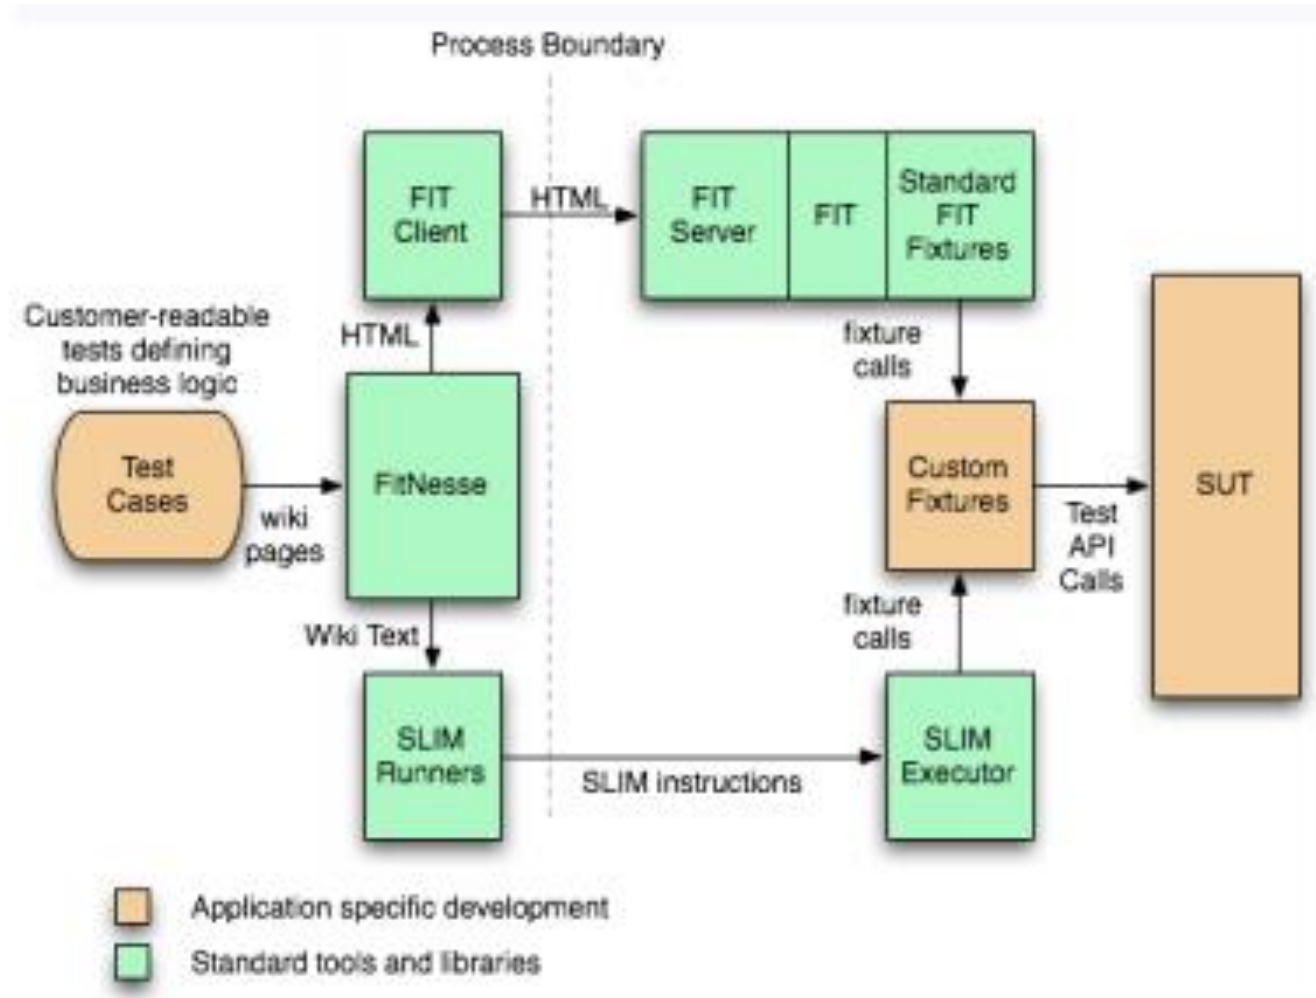 Process Boundary
FIT
Client
HTML
FIT
Server
FIT
Standard
FIT
Fixtures
Customer-readable
tests defining
business logic
HTML
fixture
calls
Test
Cases
wiki
pages
FitNesse
Custom
Fixtures
Test
API
Calls
SUT
Wiki Text
fixture
calls
SLIM
Runners
SLIM instructions
SLIM
Executor
Application specific development
Standard tools and libraries